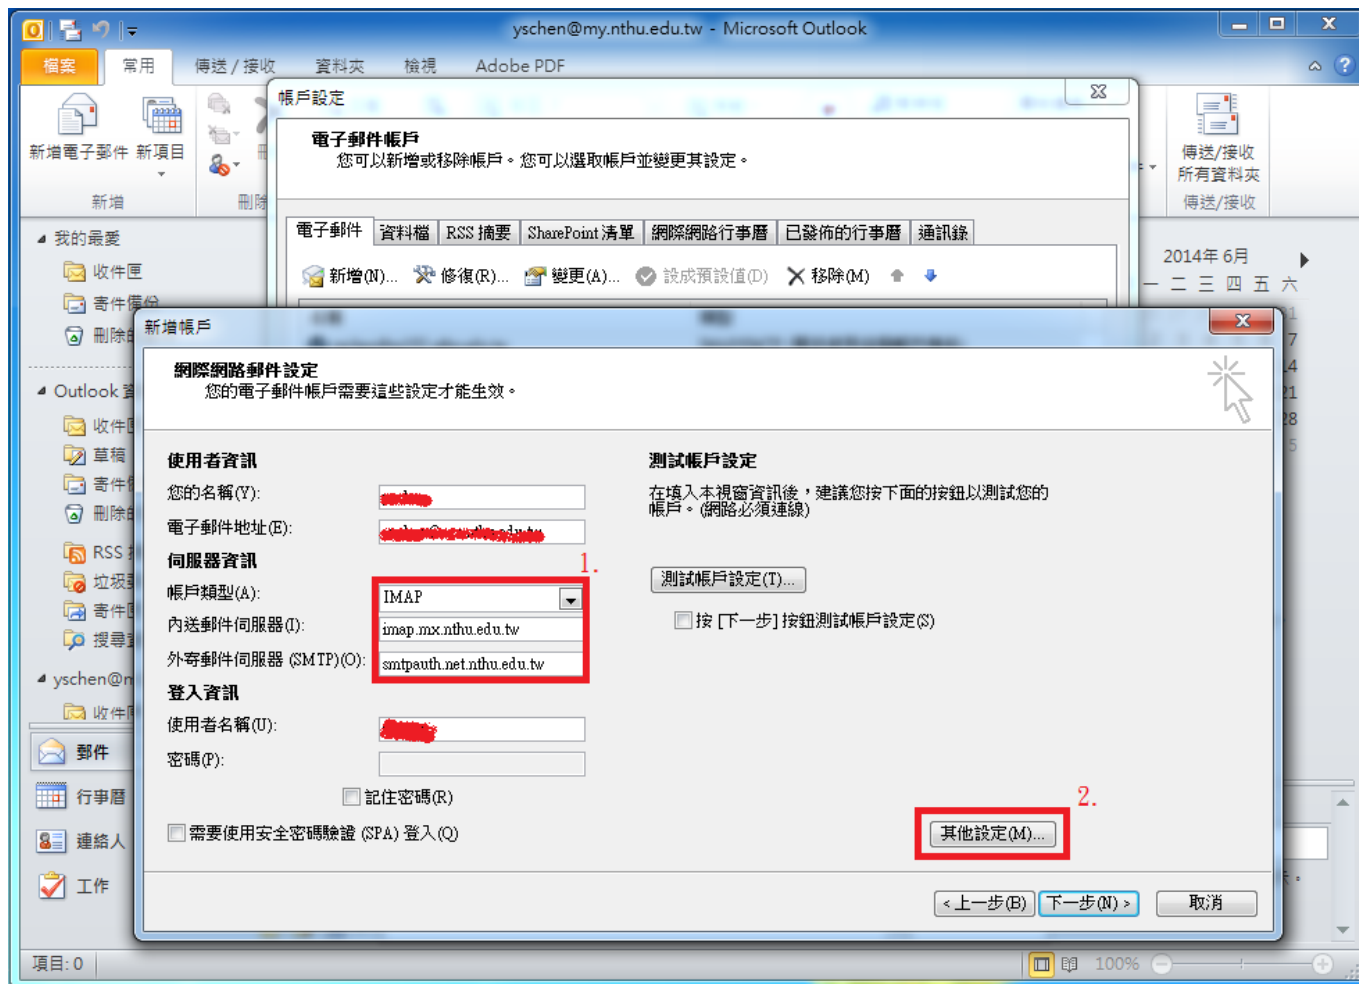 yschen@my.nthu.edu.tw - Microsoft Outlook
檔案 常用 傳送 / 接收 資料夾 檢視 Adobe PDF
新增電子郵件 新項目
新增
刪除
傳送/接收
所有資料夾
傳送/接收
帳戶設定
電子郵件帳戶
您可以新增或移除帳戶。您可以選取帳戶並變更其設定。
電子郵件 資料檔 RSS 摘要 SharePoint 清單 網際網路行事曆 已發佈的行事曆 通訊錄
新增(N)... 修復(R)... 變更(A)... 設成預設值(D) 移除(M)
2014年 6月
一 二 三 四 五 六
7
28
5
我的最愛
收件匣
寄件備份
刪除的
Outlook
收件匣
草稿
寄件備
刪除的
RSS
垃圾郵
寄件匣
搜尋資
yschen@m
收件匣
郵件
行事曆
連絡人
工作
新增帳戶
網際網路郵件設定
您的電子郵件帳戶需要這些設定才能生效。
使用者資訊
您的名稱(Y):
電子郵件地址(E):
伺服器資訊
1.
帳戶類型(A): IMAP
內送郵件伺服器(I): imap.mx.nthu.edu.tw
外寄郵件伺服器 (SMTP)(O): smtpauth.net.nthu.edu.tw
登入資訊
使用者名稱(U):
密碼(P):
記住密碼(R)
需要使用安全密碼驗證 (SPA) 登入(Q)
測試帳戶設定
在填入本視窗資訊後，建議您按下面的按鈕以測試您的
帳戶。(網路必須連線)
測試帳戶設定(T)...
按 [下一步] 按鈕測試帳戶設定(S)
2.
其他設定(M)...
< 上一步(B) 下一步(N) > 取消
項目: 0
100%